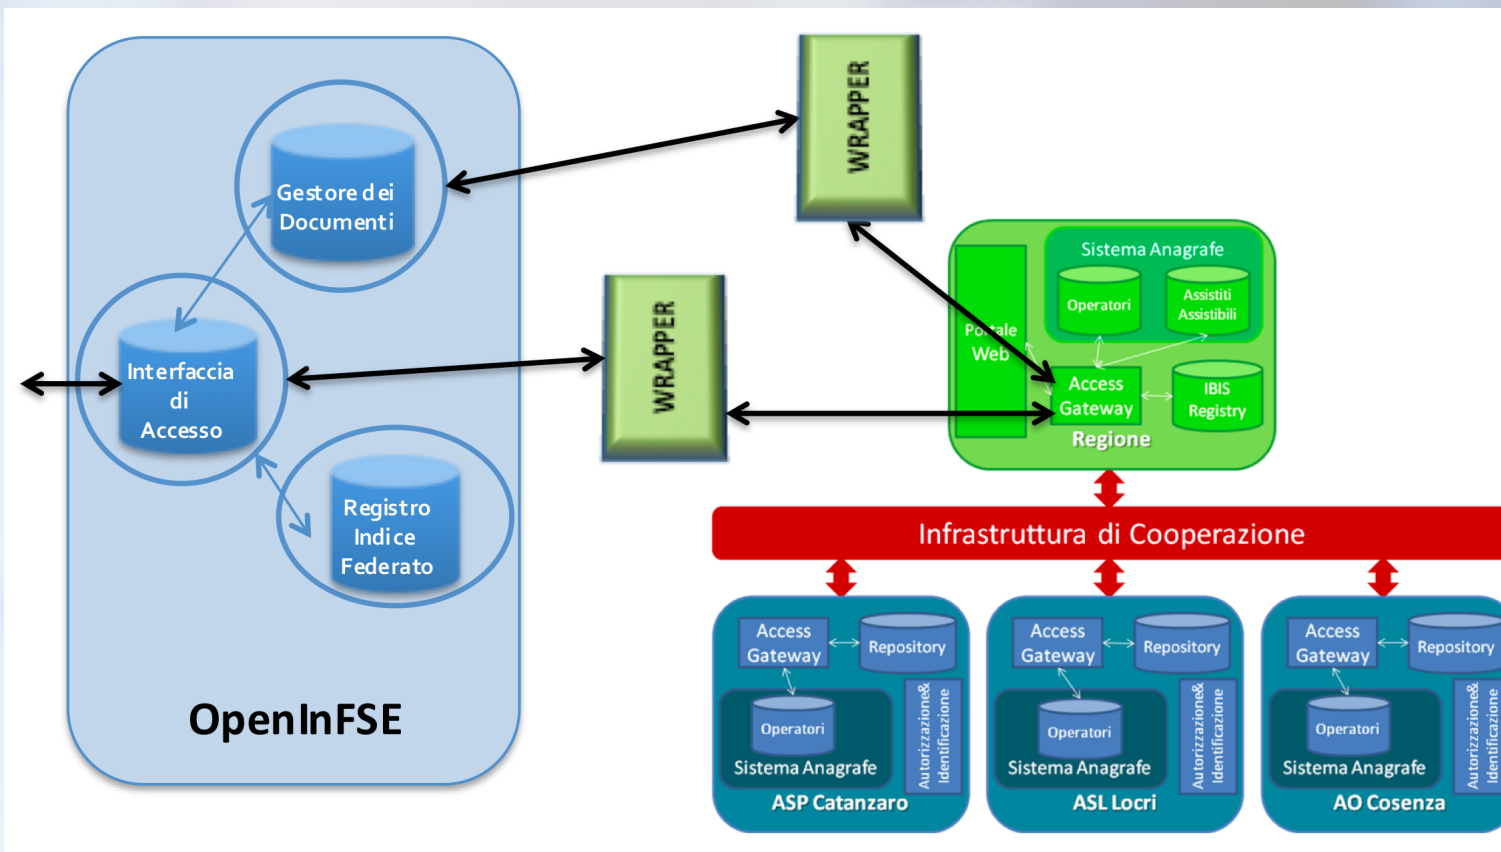 Gestore dei
Documenti
Interfaccia
di
Accesso
Registro
Indice
Federato
OpenInFSE
WRAPPER
WRAPPER
Sistema Anagrafe
Operatori
Assistiti
Assistibili
Portale
Web
Access
Gateway
IBIS
Registry
Regione
Infrastruttura di Cooperazione
Access
Gateway
Repository
Operatori
Sistema Anagrafe
Autorizzazione&
Identificazione
ASP Catanzaro
Access
Gateway
Repository
Operatori
Sistema Anagrafe
Autorizzazione&
Identificazione
ASL Locri
Access
Gateway
Repository
Operatori
Sistema Anagrafe
Autorizzazione&
Identificazione
AO Cosenza